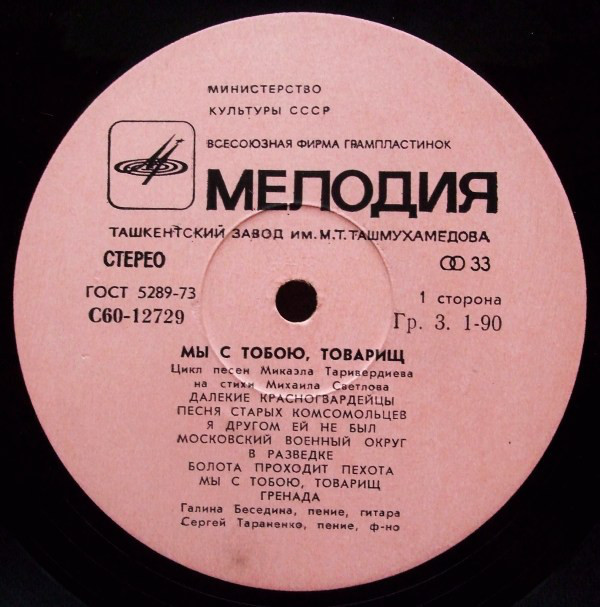 МИНИСТЕРСТВО
КУЛЬТУРЫ СССР
ВСЕСОЮЗНАЯ ФИРМА ГРАМПЛАСТИНОК
МЕЛОДИЯ
ТАШКЕНТСКИЙ ЗАВОД ИМ. М.Т. ТАШМУХАМЕДОВА
СТЕРЕО 33
ГОСТ 5289-73 1 сторона
С60-12729 Гр. 3. 1-90
МЫ С ТОБОЮ, ТОВАРИЩ
Цикл песен Микаэла Таривердиева
на стихи Михаила Светлова
ДАЛЕКИЕ КРАСНОГВАРДЕЙЦЫ
ПЕСНЯ СТАРЫХ КОМСОМОЛЬЦЕВ
Я ДРУГОМ ЕЙ НЕ БЫЛ
МОСКОВСКИЙ ВОЕННЫЙ ОКРУГ
В РАЗВЕДКЕ
БОЛОТА ПРОХОДИТ ПЕХОТА
МЫ С ТОБОЮ, ТОВАРИЩ
ГРЕНАДА
Галина Беседина, пение, гитара
Сергей Тараненко, пение, ф-но